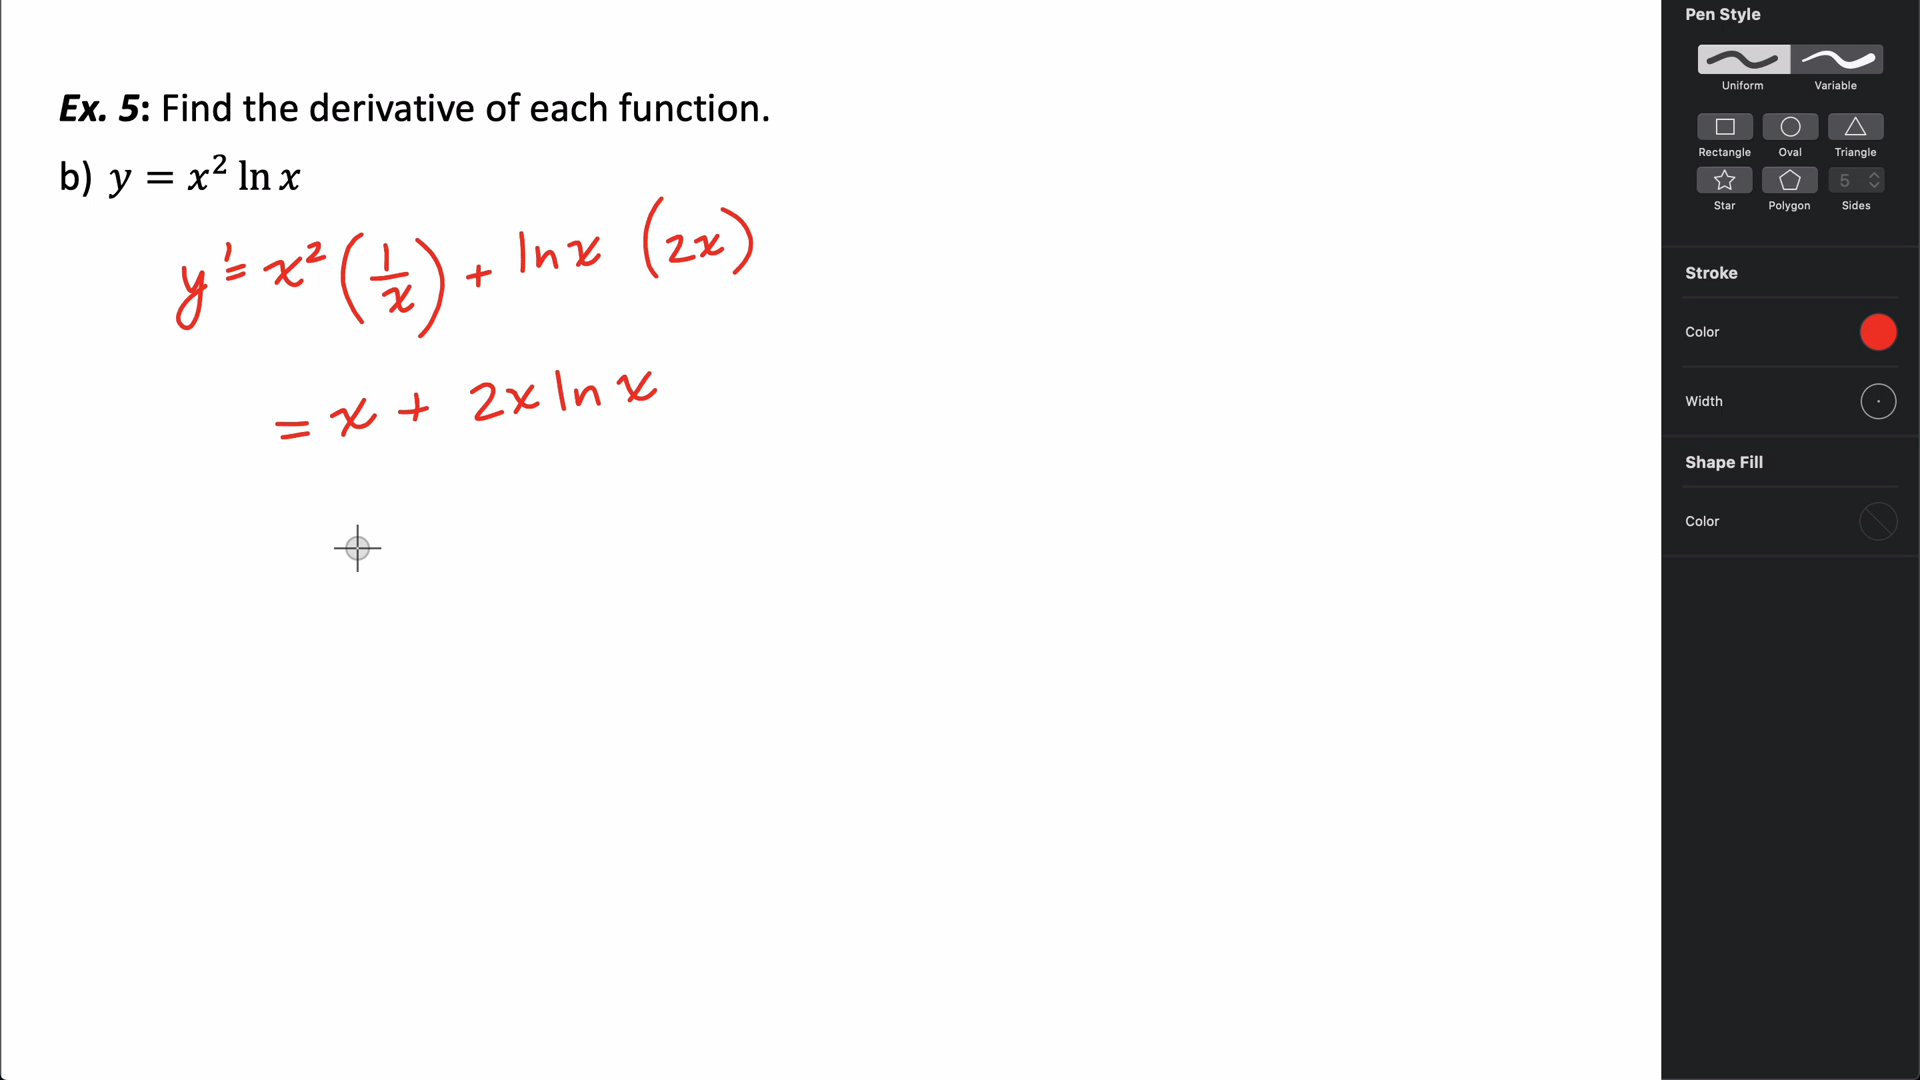 Pen Style
Uniform Variable
Rectangle Oval Triangle
5
Star Polygon Sides
Stroke
Color
Width
Shape Fill
Color
Ex. 5: Find the derivative of each function.
b) y = x² ln x
y' = x² (1/x) + ln x (2x)
= x + 2x ln x